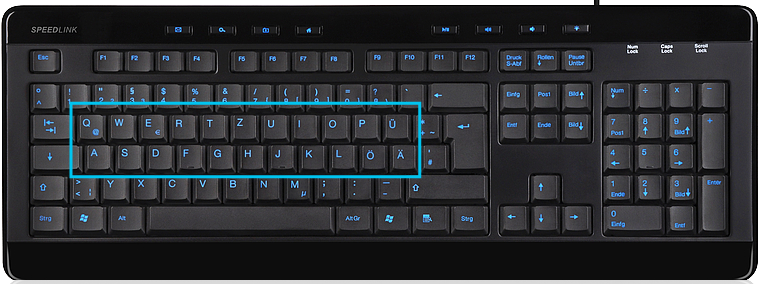 SPEEDLINK
Num Lock Caps Lock Scroll Lock
Esc F1 F2 F3 F4 F5 F6 F7 F8 F9 F10 F11 F12 Druck S-Abf Rollen ↓ Pause Untbr
° ^ ! 1 " 2 § 3 $ 4 % 5 & 6 / 7 ( 8 ) 9 = 0 ? ` ← Einfg Pos1 Bild↑ Num ↓ ÷ X −
Q @ W E € R T Z U I O P Ü * ~ Entf Ende Bild↓ 7 Pos1 8 ↑ 9 Bild↑ +
A S D F G H J K L Ö Ä ' # 4 ← 5 6 →
⇧ > < Y X C V B N M µ ; , : . − ⇧ ↑ 1 Ende 2 ↓ 3 Bild↓ Enter
Strg Alt Alt Gr Strg ← ↓ → 0 Einfg , Entf